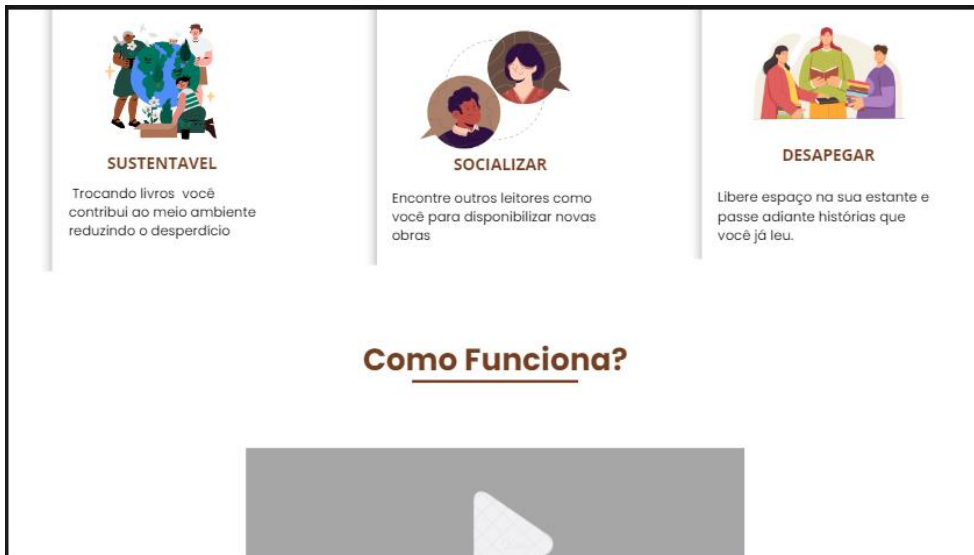 SUSTENTAVEL
Trocando livros você
contribui ao meio ambiente
reduzindo o desperdício
SOCIALIZAR
Encontre outros leitores como
você para disponibilizar novas
obras
DESAPEGAR
Libere espaço na sua estante e
passe adiante histórias que
você já leu.
Como Funciona?